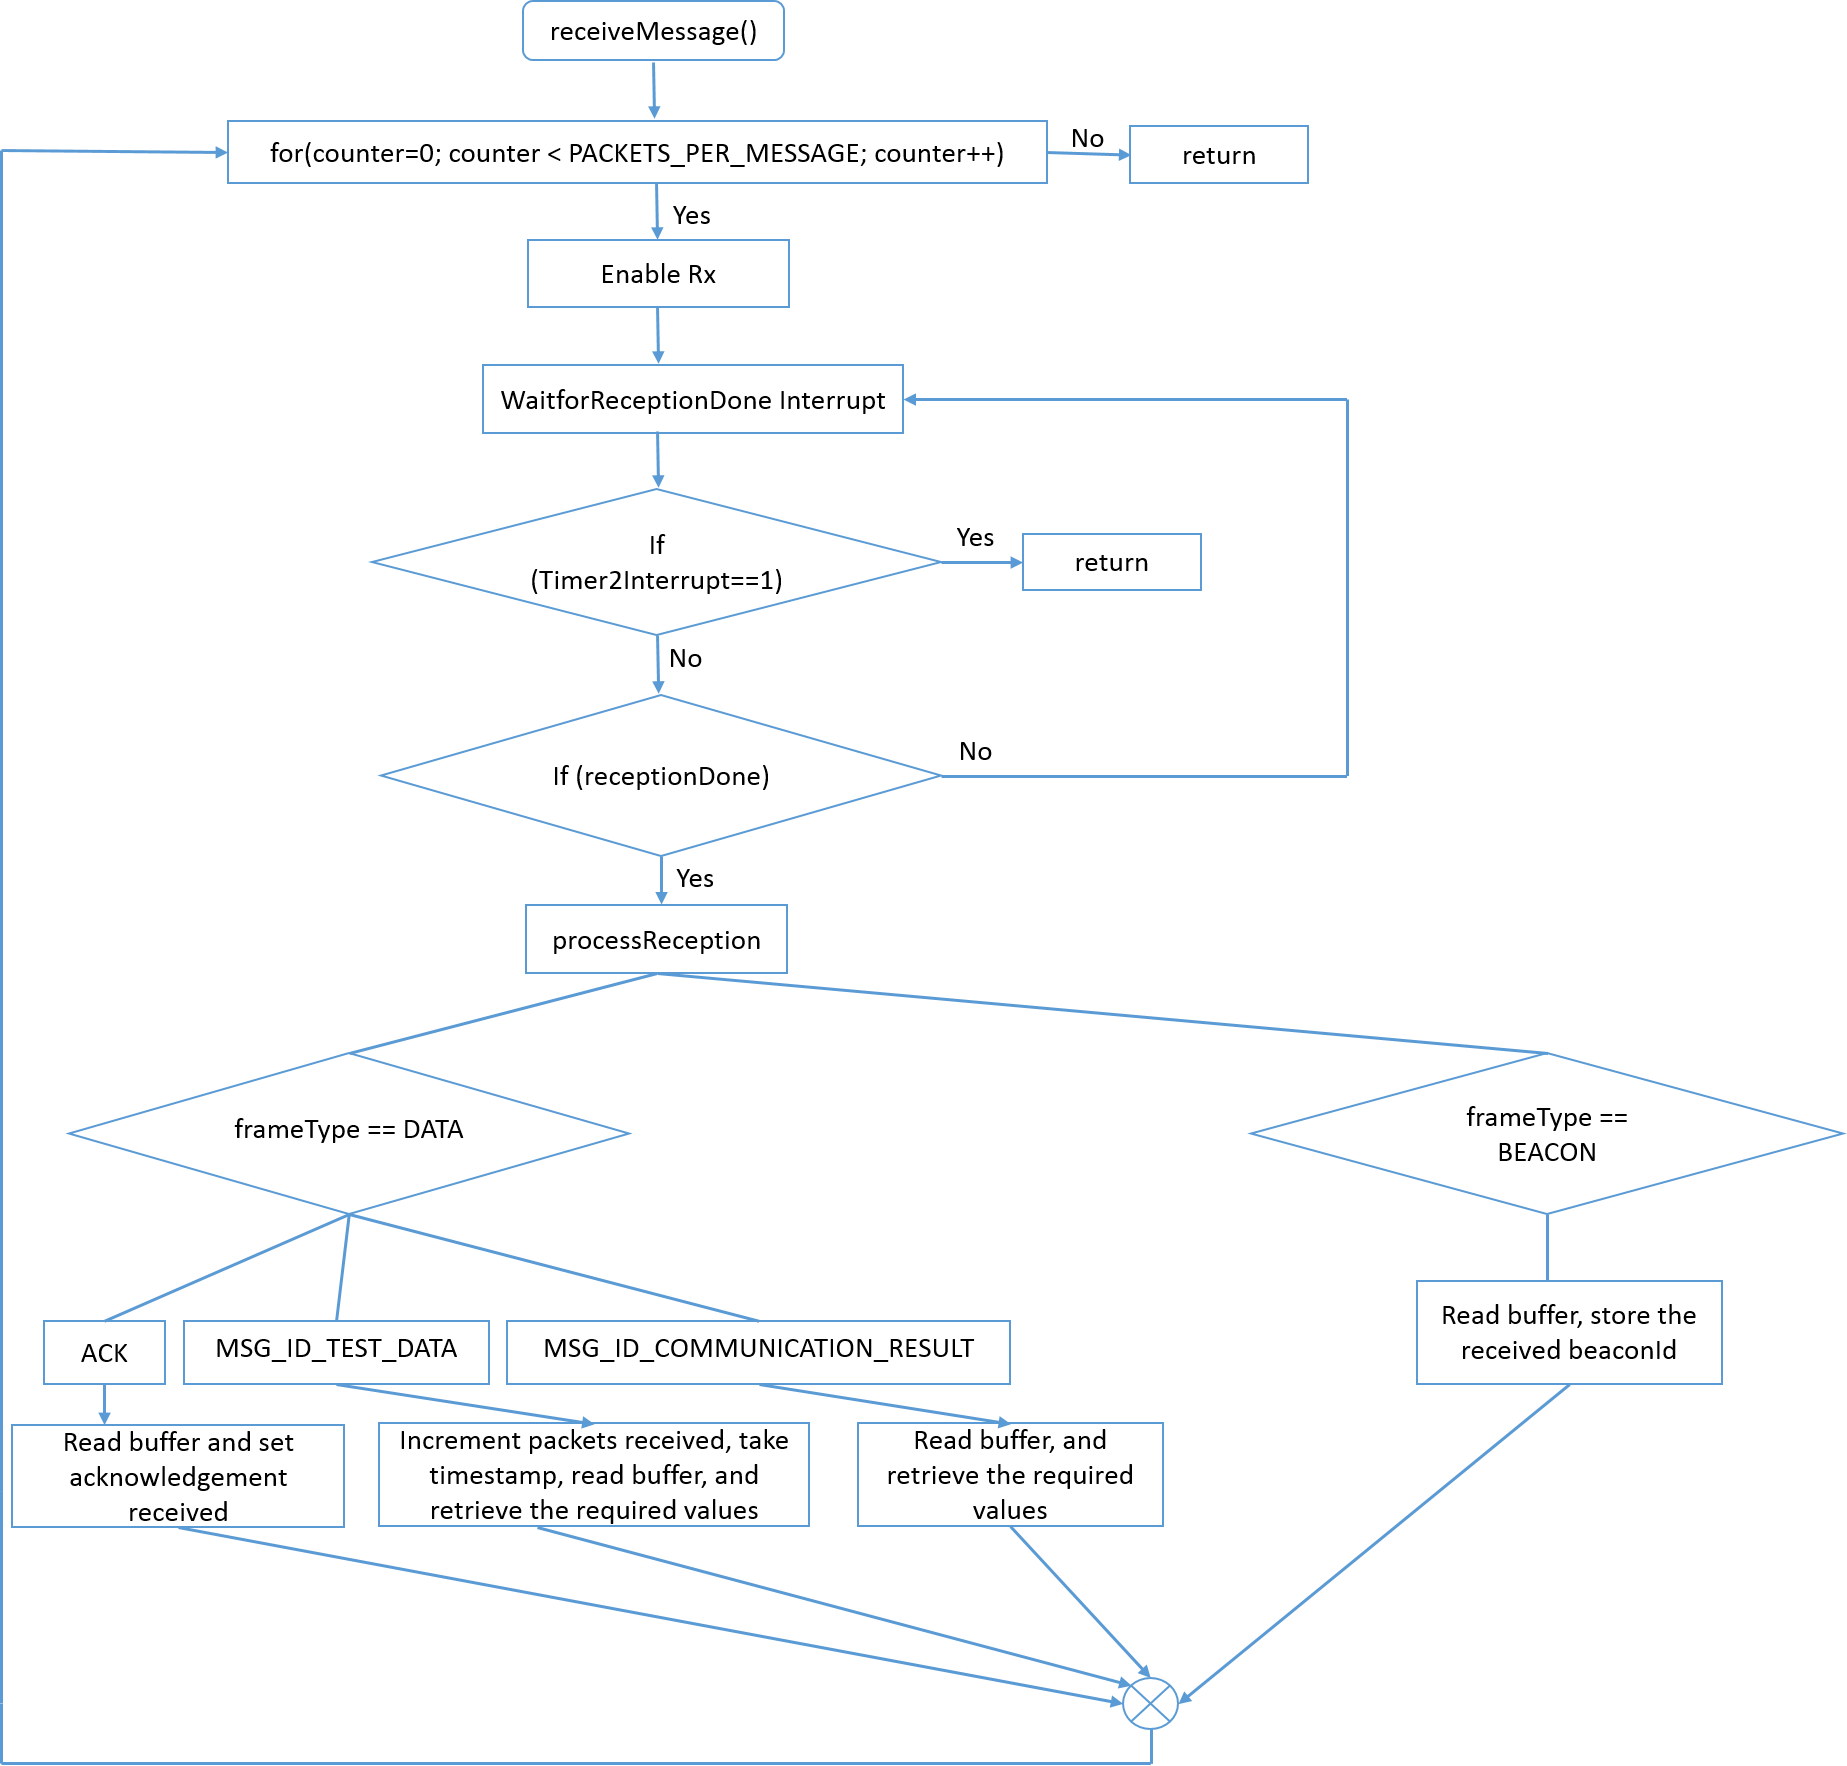 receiveMessage()
for(counter=0; counter < PACKETS_PER_MESSAGE; counter++)
No
return
Yes
Enable Rx
WaitforReceptionDone Interrupt
If
(Timer2Interrupt==1)
Yes
return
No
If (receptionDone)
No
Yes
processReception
frameType == DATA
frameType ==
BEACON
ACK
MSG_ID_TEST_DATA
MSG_ID_COMMUNICATION_RESULT
Read buffer, store the
received beaconId
Read buffer and set
acknowledgement
received
Increment packets received, take
timestamp, read buffer, and
retrieve the required values
Read buffer, and
retrieve the required
values